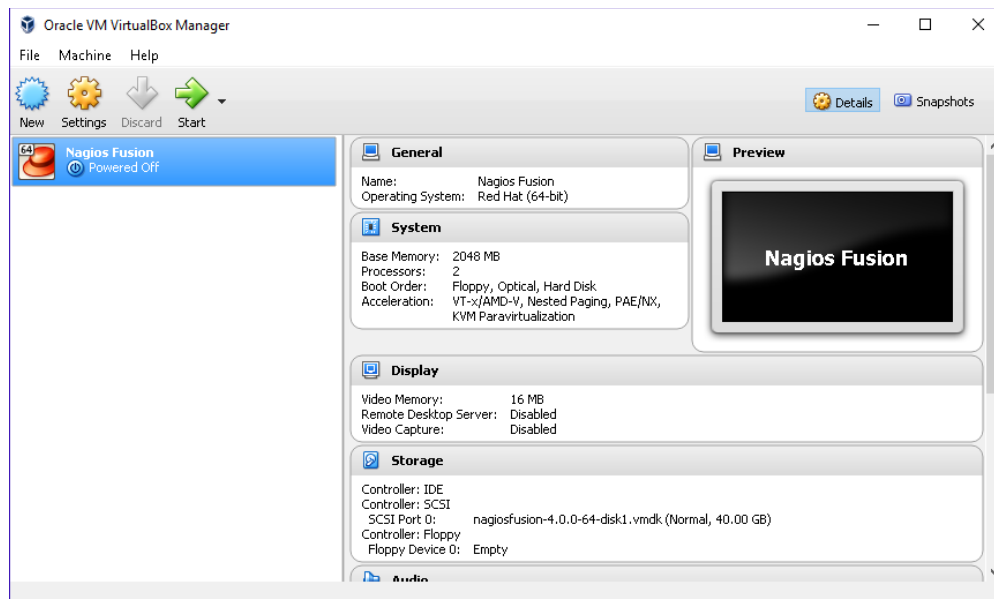 Oracle VM VirtualBox Manager
File Machine Help
New Settings Discard Start
Details Snapshots
64
Nagios Fusion
Powered Off
General
Name: Nagios Fusion
Operating System: Red Hat (64-bit)
System
Base Memory: 2048 MB
Processors: 2
Boot Order: Floppy, Optical, Hard Disk
Acceleration: VT-x/AMD-V, Nested Paging, PAE/NX,
KVM Paravirtualization
Preview
Nagios Fusion
Display
Video Memory: 16 MB
Remote Desktop Server: Disabled
Video Capture: Disabled
Storage
Controller: IDE
Controller: SCSI
SCSI Port 0: nagiosfusion-4.0.0-64-disk1.vmdk (Normal, 40.00 GB)
Controller: Floppy
Floppy Device 0: Empty
Audio